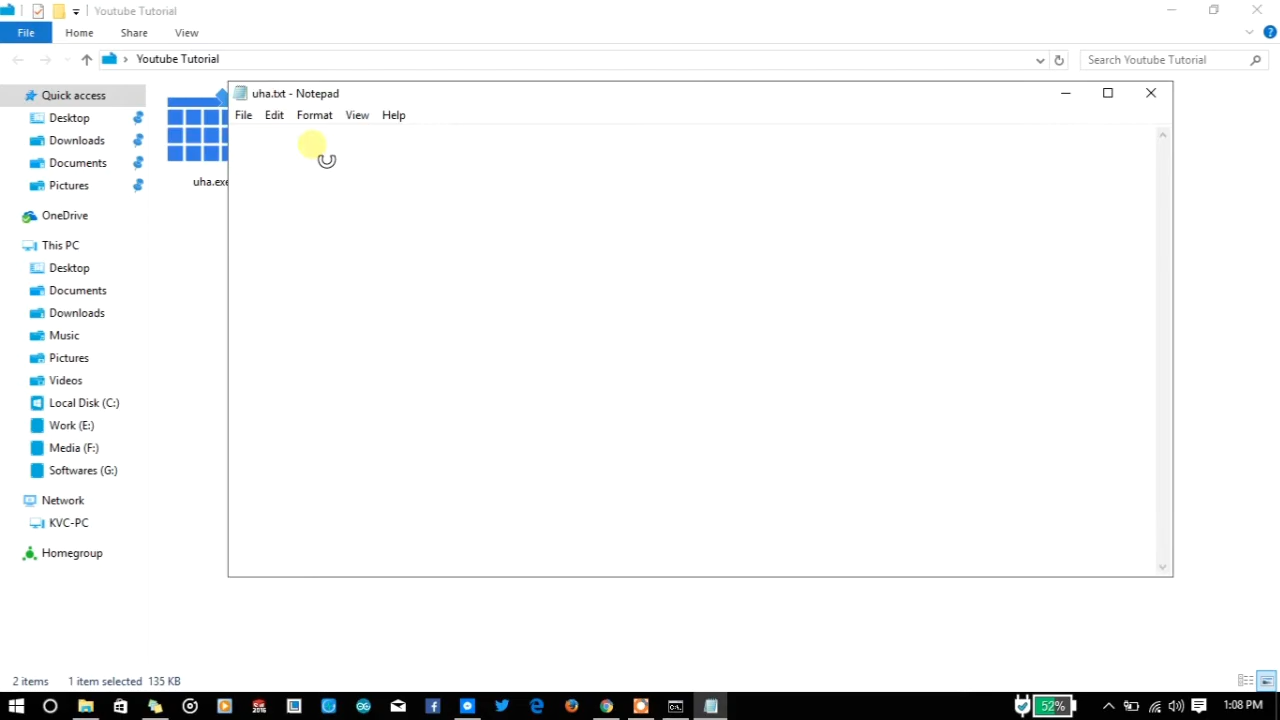 Youtube Tutorial
File Home Share View
Youtube Tutorial
Search Youtube Tutorial
uha.txt - Notepad
File Edit Format View Help
uha.exe
Quick access
Desktop
Downloads
Documents
Pictures
OneDrive
This PC
Desktop
Documents
Downloads
Music
Pictures
Videos
Local Disk (C:)
Work (E:)
Media (F:)
Softwares (G:)
Network
KVC-PC
Homegroup
2 items 1 item selected 135 KB
52% 1:08 PM